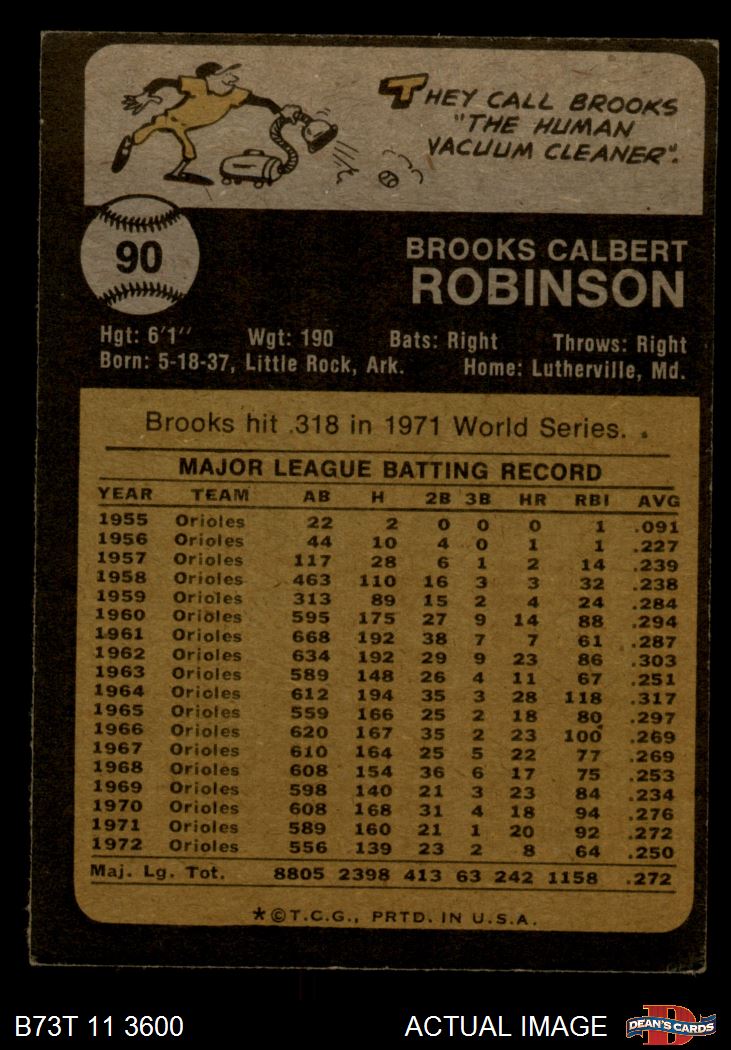 THEY CALL BROOKS
"THE HUMAN
VACUUM CLEANER".
90
BROOKS CALBERT
ROBINSON
Hgt: 6'1" Wgt: 190 Bats: Right Throws: Right
Born: 5-18-37, Little Rock, Ark. Home: Lutherville, Md.
Brooks hit .318 in 1971 World Series.
MAJOR LEAGUE BATTING RECORD
YEAR TEAM AB H 2B 3B HR RBI AVG
1955 Orioles 22 2 0 0 0 1 .091
1956 Orioles 44 10 4 0 1 1 .227
1957 Orioles 117 28 6 1 2 14 .239
1958 Orioles 463 110 16 3 3 32 .238
1959 Orioles 313 89 15 2 4 24 .284
1960 Orioles 595 175 27 9 14 88 .294
1961 Orioles 668 192 38 7 7 61 .287
1962 Orioles 634 192 29 9 23 86 .303
1963 Orioles 589 148 26 4 11 67 .251
1964 Orioles 612 194 35 3 28 118 .317
1965 Orioles 559 166 25 2 18 80 .297
1966 Orioles 620 167 35 2 23 100 .269
1967 Orioles 610 164 25 5 22 77 .269
1968 Orioles 608 154 36 6 17 75 .253
1969 Orioles 598 140 21 3 23 84 .234
1970 Orioles 608 168 31 4 18 94 .276
1971 Orioles 589 160 21 1 20 92 .272
1972 Orioles 556 139 23 2 8 64 .250
Maj. Lg. Tot. 8805 2398 413 63 242 1158 .272
*©T.C.G., PRTD. IN U.S.A.
B73T 11 3600 ACTUAL IMAGE DEAN'S CARDS